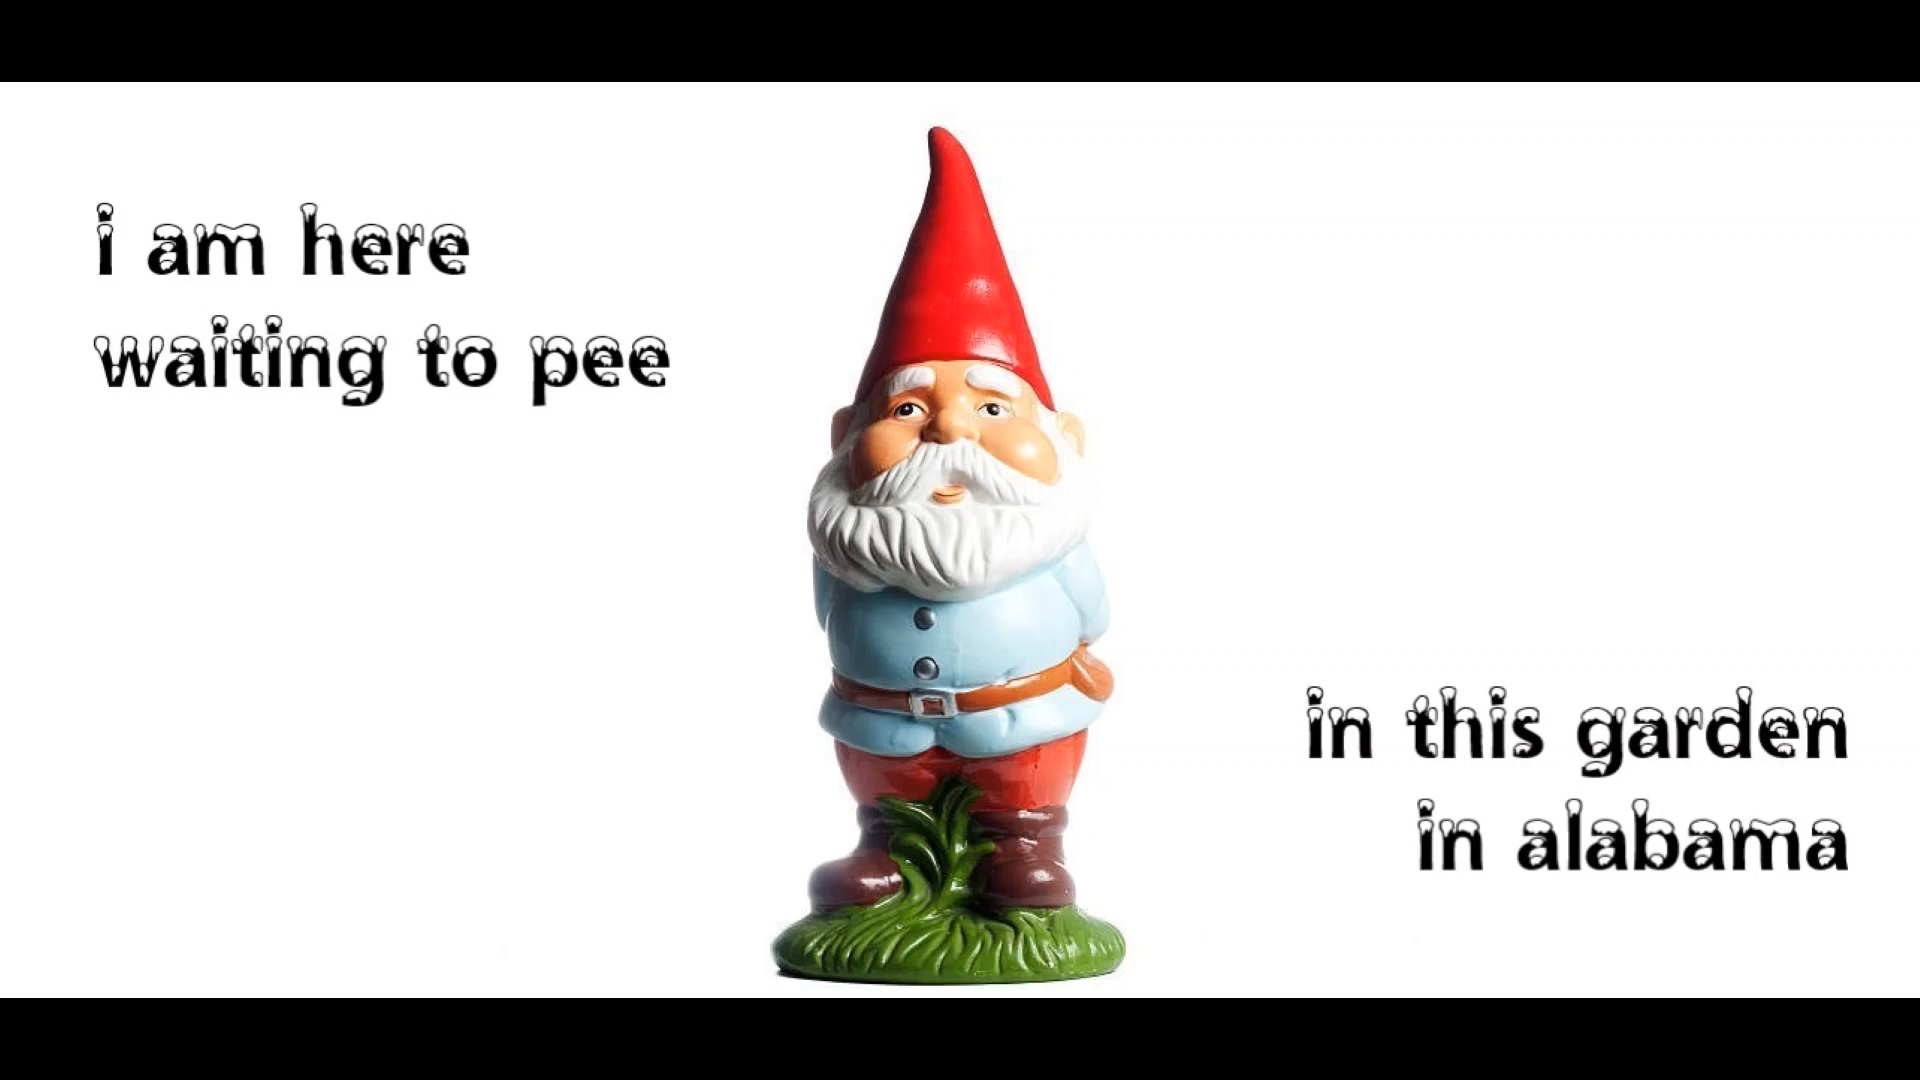 i am here
waiting to pee
in this garden
in alabama